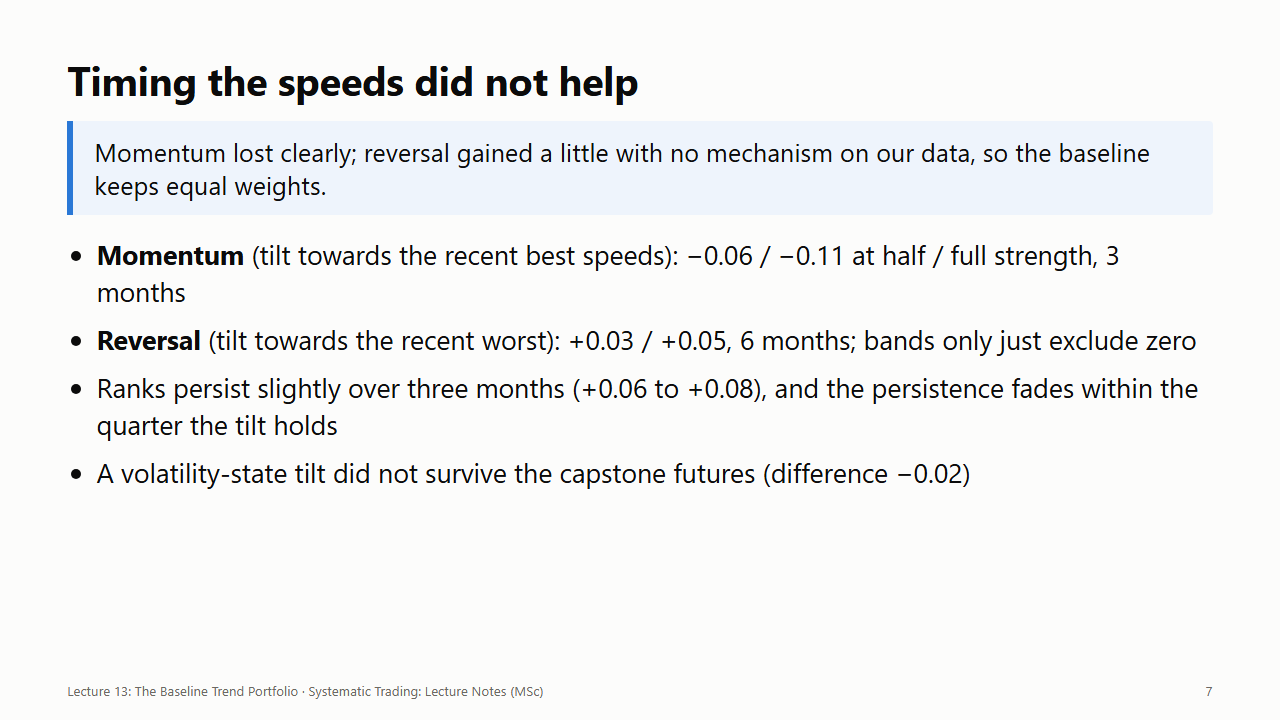 Timing the speeds did not help
Momentum lost clearly; reversal gained a little with no mechanism on our data, so the baseline
keeps equal weights.
• Momentum (tilt towards the recent best speeds): −0.06 / −0.11 at half / full strength, 3
months
• Reversal (tilt towards the recent worst): +0.03 / +0.05, 6 months; bands only just exclude zero
• Ranks persist slightly over three months (+0.06 to +0.08), and the persistence fades within the
quarter the tilt holds
• A volatility-state tilt did not survive the capstone futures (difference −0.02)
Lecture 13: The Baseline Trend Portfolio · Systematic Trading: Lecture Notes (MSc)
7